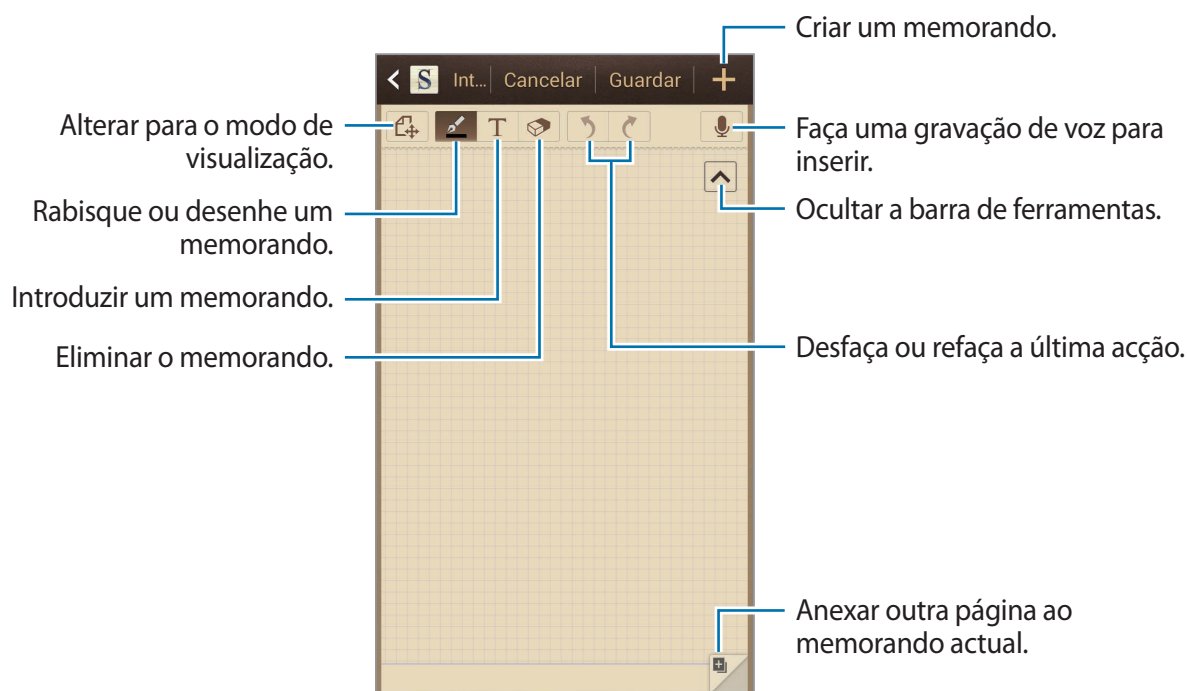 Criar um memorando.
S Int... Cancelar Guardar
Alterar para o modo de
visualização.
T
Faça uma gravação de voz para
inserir.
Rabisque ou desenhe um
memorando.
Ocultar a barra de ferramentas.
Introduzir um memorando.
Eliminar o memorando.
Desfaça ou refaça a última acção.
Anexar outra página ao
memorando actual.